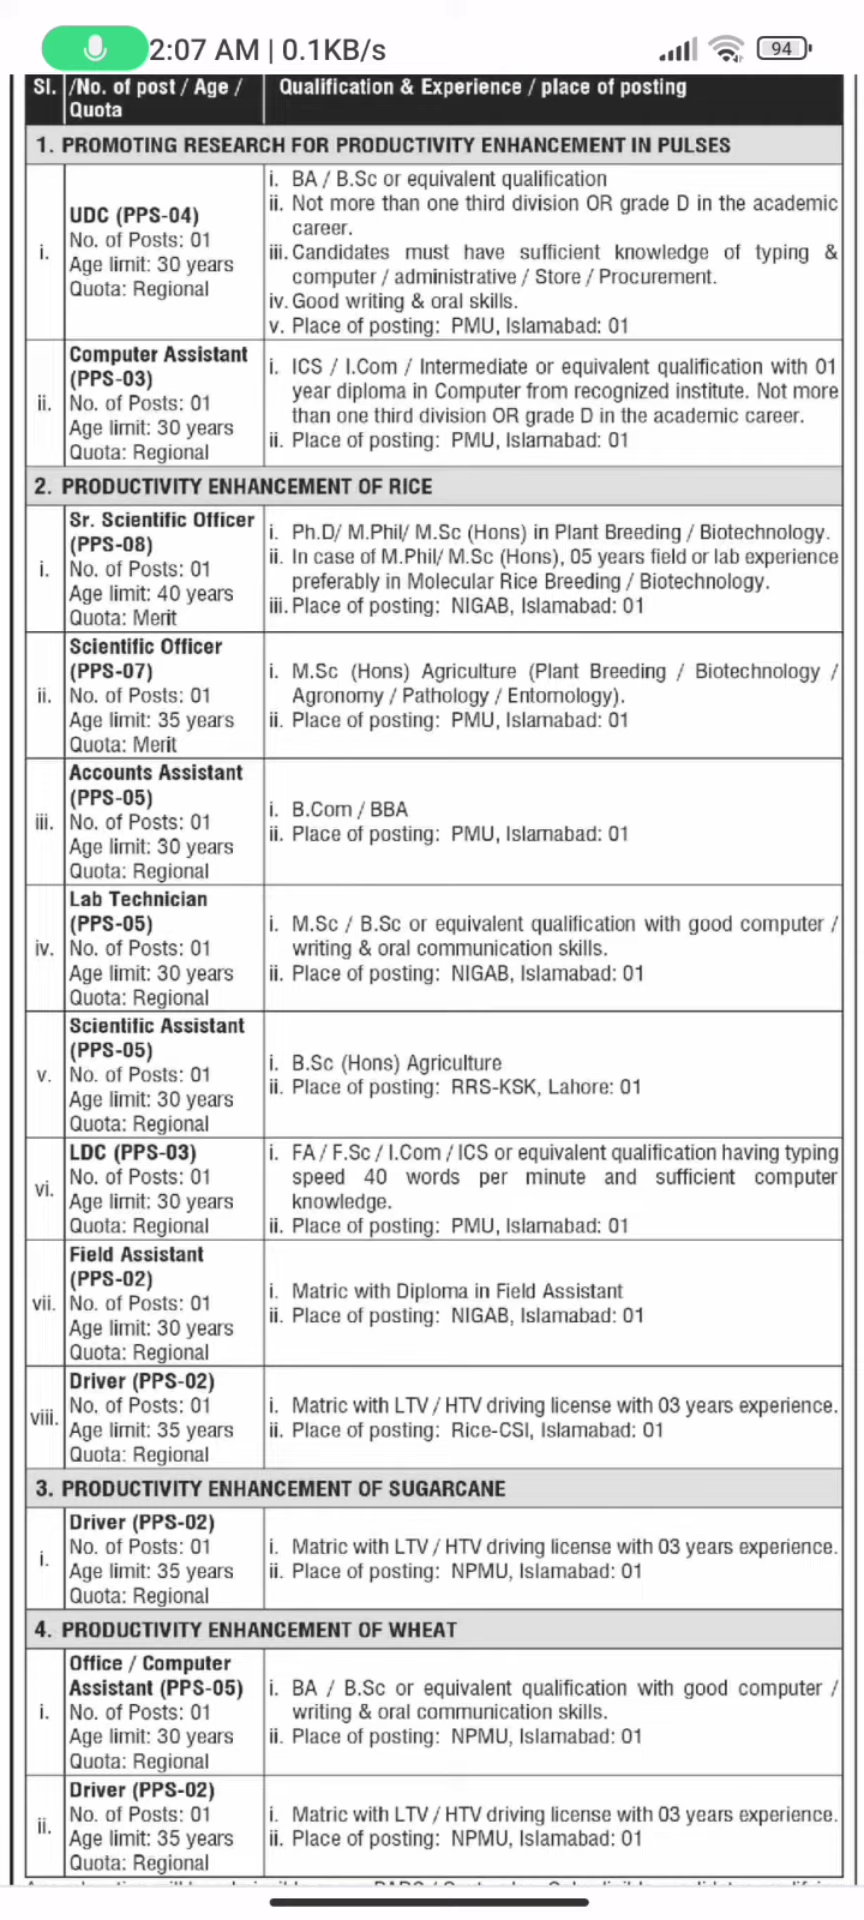 2:07 AM | 0.1KB/s
94
Sl. /No. of post / Age / Quota Qualification & Experience / place of posting
1. PROMOTING RESEARCH FOR PRODUCTIVITY ENHANCEMENT IN PULSES
i.
UDC (PPS-04)
No. of Posts: 01
Age limit: 30 years
Quota: Regional
i. BA / B.Sc or equivalent qualification
ii. Not more than one third division OR grade D in the academic
career.
iii. Candidates must have sufficient knowledge of typing &
computer / administrative / Store / Procurement.
iv. Good writing & oral skills.
v. Place of posting: PMU, Islamabad: 01
ii.
Computer Assistant
(PPS-03)
No. of Posts: 01
Age limit: 30 years
Quota: Regional
i. ICS / I.Com / Intermediate or equivalent qualification with 01
year diploma in Computer from recognized institute. Not more
than one third division OR grade D in the academic career.
ii. Place of posting: PMU, Islamabad: 01
2. PRODUCTIVITY ENHANCEMENT OF RICE
i.
Sr. Scientific Officer
(PPS-08)
No. of Posts: 01
Age limit: 40 years
Quota: Merit
i. Ph.D/ M.Phil/ M.Sc (Hons) in Plant Breeding / Biotechnology.
ii. In case of M.Phil/ M.Sc (Hons), 05 years field or lab experience
preferably in Molecular Rice Breeding / Biotechnology.
iii. Place of posting: NIGAB, Islamabad: 01
ii.
Scientific Officer
(PPS-07)
No. of Posts: 01
Age limit: 35 years
Quota: Merit
i. M.Sc (Hons) Agriculture (Plant Breeding / Biotechnology /
Agronomy / Pathology / Entomology).
ii. Place of posting: PMU, Islamabad: 01
iii.
Accounts Assistant
(PPS-05)
No. of Posts: 01
Age limit: 30 years
Quota: Regional
i. B.Com / BBA
ii. Place of posting: PMU, Islamabad: 01
iv.
Lab Technician
(PPS-05)
No. of Posts: 01
Age limit: 30 years
Quota: Regional
i. M.Sc / B.Sc or equivalent qualification with good computer /
writing & oral communication skills.
ii. Place of posting: NIGAB, Islamabad: 01
v.
Scientific Assistant
(PPS-05)
No. of Posts: 01
Age limit: 30 years
Quota: Regional
i. B.Sc (Hons) Agriculture
ii. Place of posting: RRS-KSK, Lahore: 01
vi.
LDC (PPS-03)
No. of Posts: 01
Age limit: 30 years
Quota: Regional
i. FA / F.Sc / I.Com / ICS or equivalent qualification having typing
speed 40 words per minute and sufficient computer
knowledge.
ii. Place of posting: PMU, Islamabad: 01
vii.
Field Assistant
(PPS-02)
No. of Posts: 01
Age limit: 30 years
Quota: Regional
i. Matric with Diploma in Field Assistant
ii. Place of posting: NIGAB, Islamabad: 01
viii.
Driver (PPS-02)
No. of Posts: 01
Age limit: 35 years
Quota: Regional
i. Matric with LTV / HTV driving license with 03 years experience.
ii. Place of posting: Rice-CSI, Islamabad: 01
3. PRODUCTIVITY ENHANCEMENT OF SUGARCANE
i.
Driver (PPS-02)
No. of Posts: 01
Age limit: 35 years
Quota: Regional
i. Matric with LTV / HTV driving license with 03 years experience.
ii. Place of posting: NPMU, Islamabad: 01
4. PRODUCTIVITY ENHANCEMENT OF WHEAT
i.
Office / Computer
Assistant (PPS-05)
No. of Posts: 01
Age limit: 30 years
Quota: Regional
i. BA / B.Sc or equivalent qualification with good computer /
writing & oral communication skills.
ii. Place of posting: NPMU, Islamabad: 01
ii.
Driver (PPS-02)
No. of Posts: 01
Age limit: 35 years
Quota: Regional
i. Matric with LTV / HTV driving license with 03 years experience.
ii. Place of posting: NPMU, Islamabad: 01